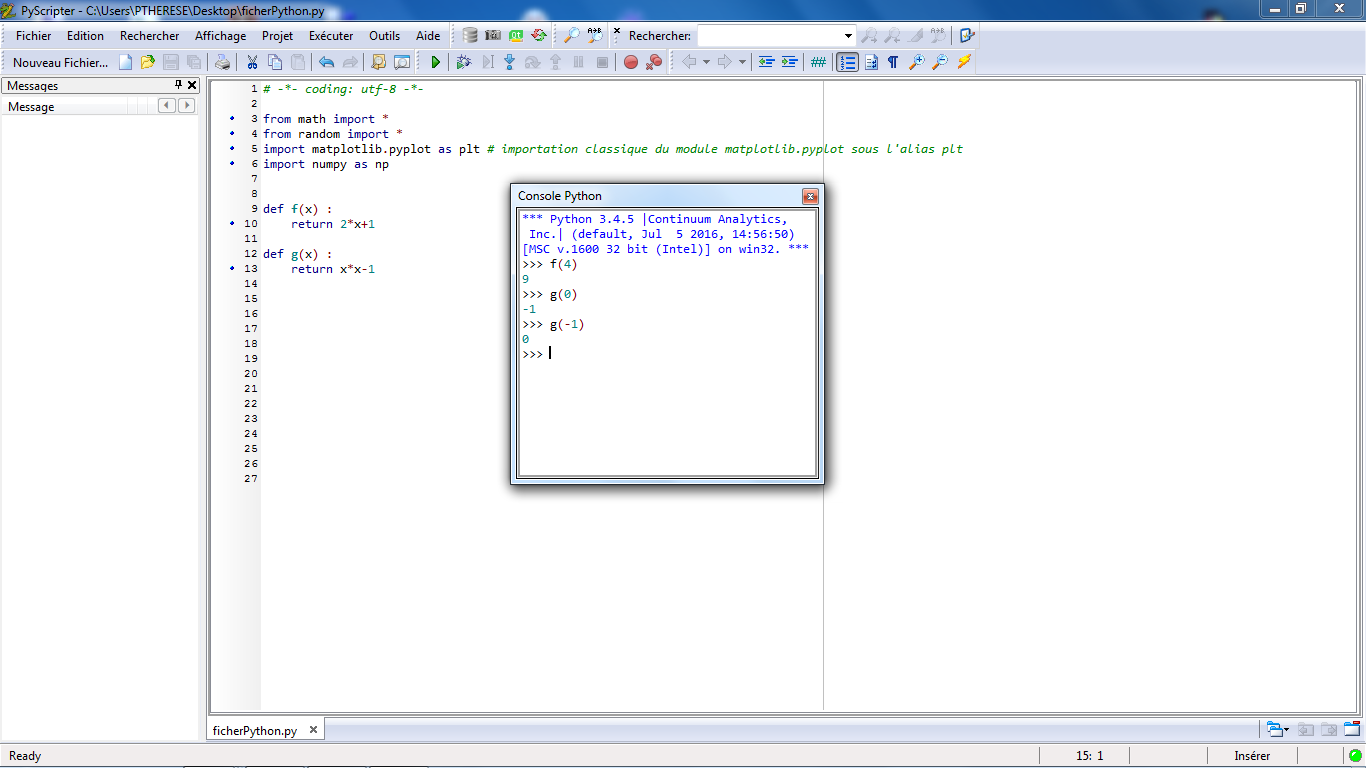 PyScripter - C:\Users\PTHERESE\Desktop\ficherPython.py
Fichier Edition Rechercher Affichage Projet Exécuter Outils Aide Rechercher:
Nouveau Fichier...
Messages
Message
1 # -*- coding: utf-8 -*-
2
3 from math import *
4 from random import *
5 import matplotlib.pyplot as plt # importation classique du module matplotlib.pyplot sous l'alias plt
6 import numpy as np
7
8
9 def f(x) :
10 return 2*x+1
11
12 def g(x) :
13 return x*x-1
14
15
16
17
18
19
20
21
22
23
24
25
26
27
Console Python
*** Python 3.4.5 |Continuum Analytics,
Inc.| (default, Jul 5 2016, 14:56:50)
[MSC v.1600 32 bit (Intel)] on win32. ***
>>> f(4)
9
>>> g(0)
-1
>>> g(-1)
0
>>>
ficherPython.py
Ready 15: 1 Insérer